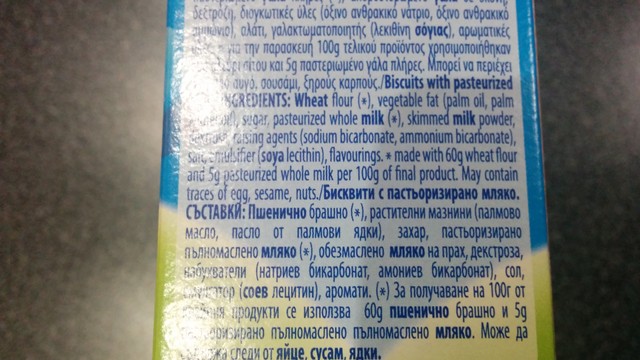 δεξτρόζη, διογκωτικές ύλες (όξινο ανθρακικό νάτριο, όξινο ανθρακικό
αμμώνιο), αλάτι, γαλακτωματοποιητής (λεκιθίνη σόγιας), αρωματικές
την παρασκευή 100g τελικού προϊόντος χρησιμοποιήθηκαν
σίτου και 5g παστεριωμένο γάλα πλήρες. Μπορεί να περιέχει
αυγό, σουσάμι, ξηρούς καρπούς./Biscuits with pasteurized
INGREDIENTS: Wheat flour (*), vegetable fat (palm oil, palm
sugar, pasteurized whole milk (*), skimmed milk powder,
raising agents (sodium bicarbonate, ammonium bicarbonate),
salt, emulsifier (soya lecithin), flavourings. * made with 60g wheat flour
and 5g pasteurized whole milk per 100g of final product. May contain
traces of egg, sesame, nuts./Бисквити с пастьоризирано мляко.
СЪСТАВКИ: Пшенично брашно (*), растителни мазнини (палмово
масло, пасло от палмови ядки), захар, пастьоризирано
пълномаслено мляко (*), обезмаслено мляко на прах, декстроза,
набухватели (натриев бикарбонат, амониев бикарбонат), сол,
(соев лецитин), аромати. (*) За получаване на 100г от
продукти се използва 60g пшенично брашно и 5g
пълномаслено пълномаслено мляко. Може да
следи от яйце, сусам, ядки.